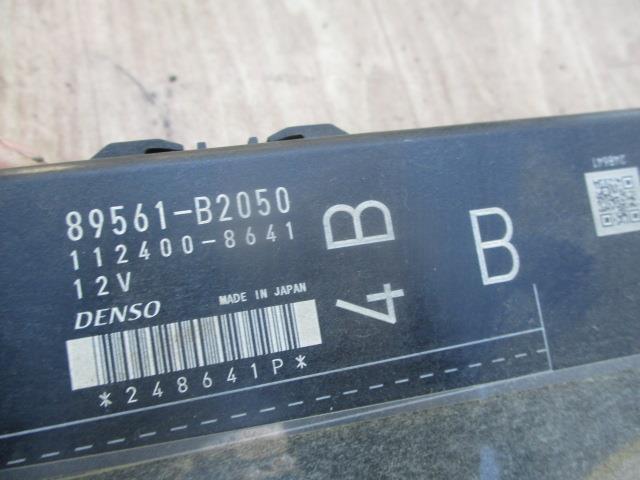 89561-B2050
112400-8641
12V
DENSO MADE IN JAPAN
*248641P*
4B
B